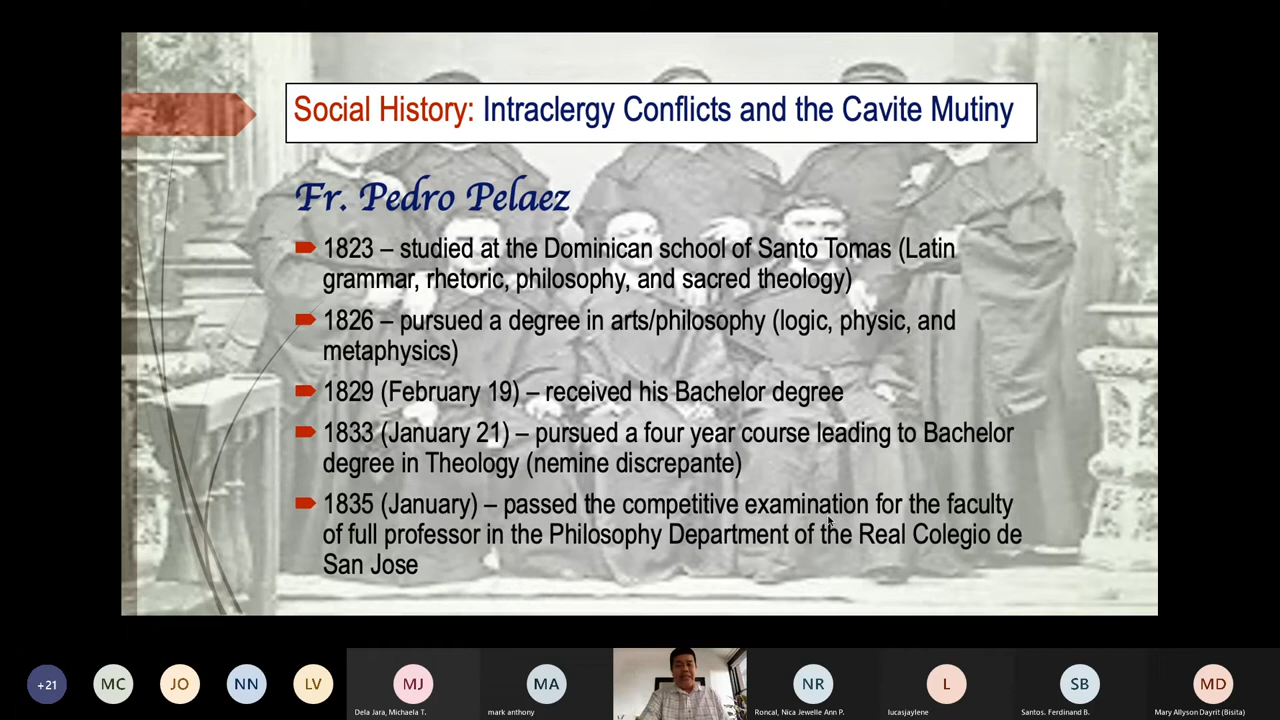 Social History: Intraclergy Conflicts and the Cavite Mutiny
Fr. Pedro Pelaez
1823 – studied at the Dominican school of Santo Tomas (Latin
grammar, rhetoric, philosophy, and sacred theology)
1826 – pursued a degree in arts/philosophy (logic, physic, and
metaphysics)
1829 (February 19) – received his Bachelor degree
1833 (January 21) – pursued a four year course leading to Bachelor
degree in Theology (nemine discrepante)
1835 (January) – passed the competitive examination for the faculty
of full professor in the Philosophy Department of the Real Colegio de
San Jose
+21
MC
JO
NN
LV
MJ
MA
NR
L
SB
MD
Dela Jara, Michaela T.
mark anthony
Roncal, Nica Jewelle Ann P.
lucasjaylene
Santos. Ferdinand B.
Mary Allyson Dayrit (Bisita)